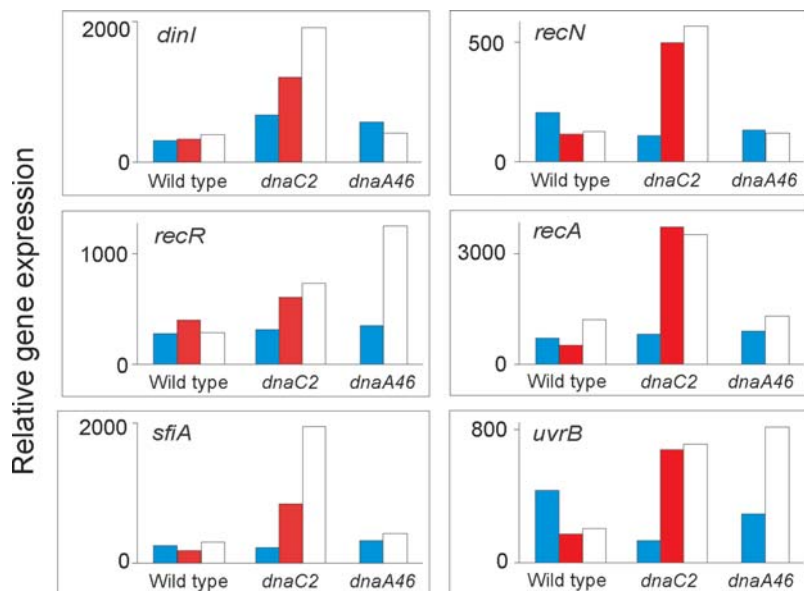 Relative gene expression
2000
dinI
0
Wild type dnaC2 dnaA46
500
recN
0
Wild type dnaC2 dnaA46
1000
recR
0
Wild type dnaC2 dnaA46
3000
recA
0
Wild type dnaC2 dnaA46
2000
sfiA
0
Wild type dnaC2 dnaA46
800
uvrB
0
Wild type dnaC2 dnaA46